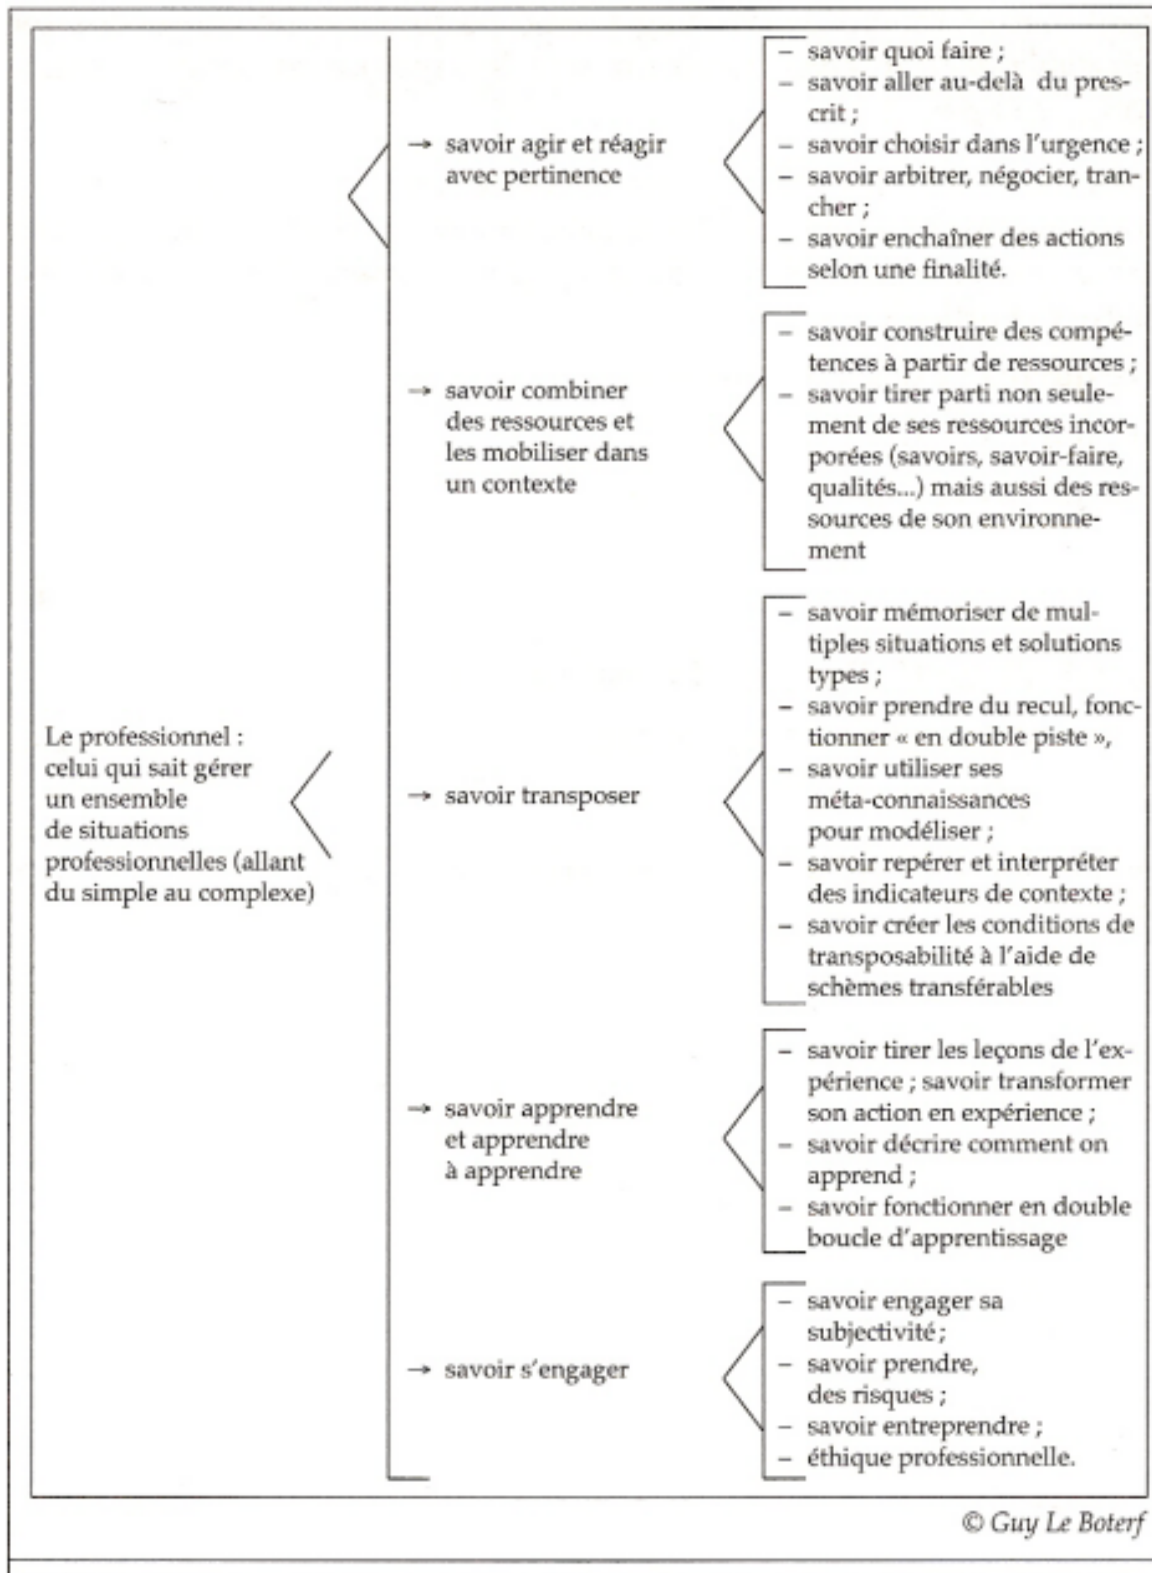 Le professionnel :
celui qui sait gérer
un ensemble
de situations
professionnelles (allant
du simple au complexe)
→ savoir agir et réagir
avec pertinence
– savoir quoi faire ;
– savoir aller au-delà du pres-
crit ;
– savoir choisir dans l'urgence ;
– savoir arbitrer, négocier, tran-
cher ;
– savoir enchaîner des actions
selon une finalité.
→ savoir combiner
des ressources et
les mobiliser dans
un contexte
– savoir construire des compé-
tences à partir de ressources ;
– savoir tirer parti non seule-
ment de ses ressources incor-
porées (savoirs, savoir-faire,
qualités...) mais aussi des res-
sources de son environne-
ment
→ savoir transposer
– savoir mémoriser de mul-
tiples situations et solutions
types ;
– savoir prendre du recul, fonc-
tionner « en double piste »,
– savoir utiliser ses
méta-connaissances
pour modéliser ;
– savoir repérer et interpréter
des indicateurs de contexte ;
– savoir créer les conditions de
transposabilité à l'aide de
schèmes transférables
→ savoir apprendre
et apprendre
à apprendre
– savoir tirer les leçons de l'ex-
périence ; savoir transformer
son action en expérience ;
– savoir décrire comment on
apprend ;
– savoir fonctionner en double
boucle d'apprentissage
→ savoir s'engager
– savoir engager sa
subjectivité ;
– savoir prendre,
des risques ;
– savoir entreprendre ;
– éthique professionnelle.
© Guy Le Boterf